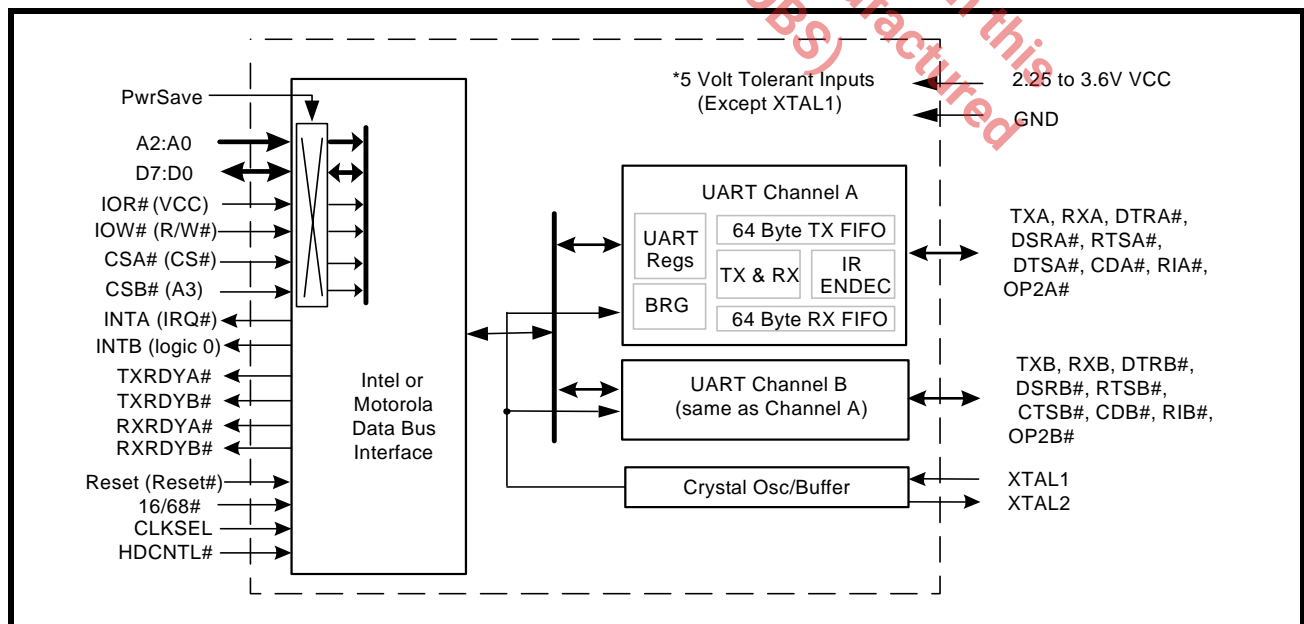 n this
factured
OBS)
*5 Volt Tolerant Inputs
(Except XTAL1)
2.25 to 3.6V VCC
GND
PwrSave
A2:A0
D7:D0
IOR# (VCC)
IOW# (R/W#)
CSA# (CS#)
CSB# (A3)
INTA (IRQ#)
INTB (logic 0)
TXRDYA#
TXRDYB#
RXRDYA#
RXRDYB#
Reset (Reset#)
16/68#
CLKSEL
HDCNTL#
Intel or
Motorola
Data Bus
Interface
UART Channel A
UART
Regs
BRG
64 Byte TX FIFO
TX & RX
IR
ENDEC
64 Byte RX FIFO
UART Channel B
(same as Channel A)
Crystal Osc/Buffer
TXA, RXA, DTRA#,
DSRA#, RTSA#,
DTSA#, CDA#, RIA#,
OP2A#
TXB, RXB, DTRB#,
DSRB#, RTSB#,
CTSB#, CDB#, RIB#,
OP2B#
XTAL1
XTAL2